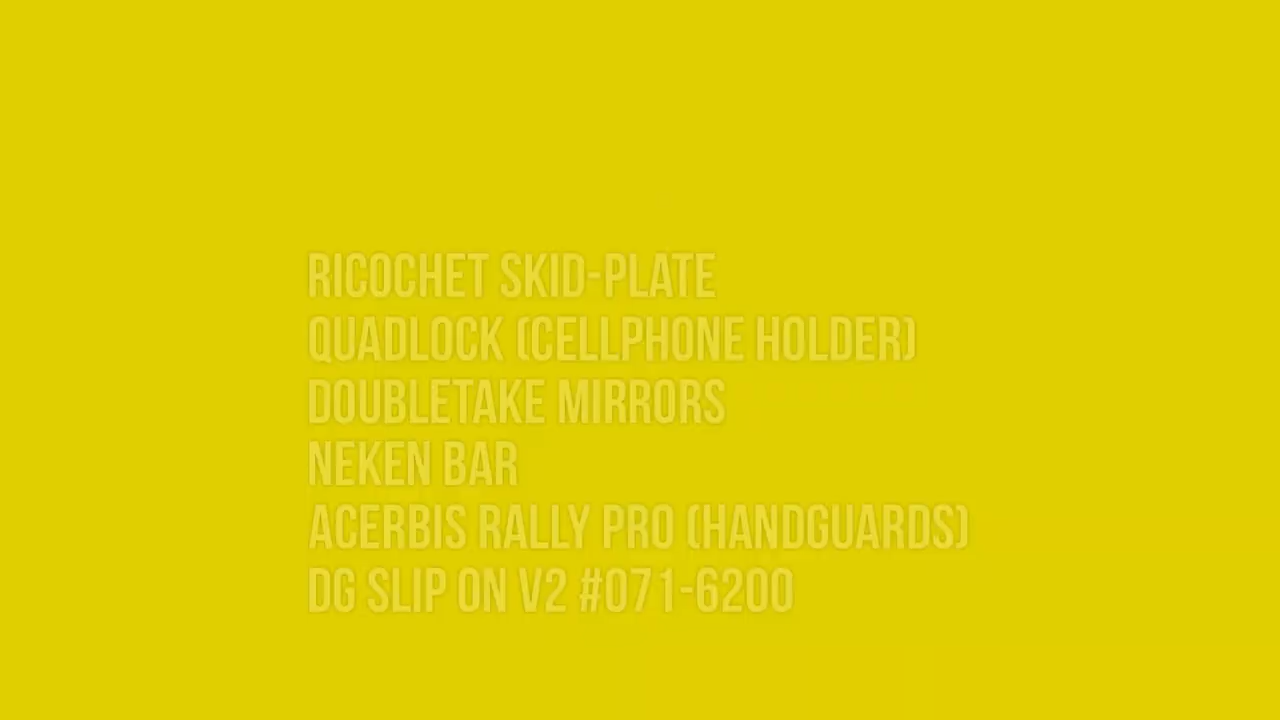 RICOCHET SKID-PLATE
QUADLOCK (CELLPHONE HOLDER)
DOUBLETAKE MIRRORS
NEKEN BAR
ACERBIS RALLY PRO (HANDGUARDS)
DG SLIP ON V2 #071-6200